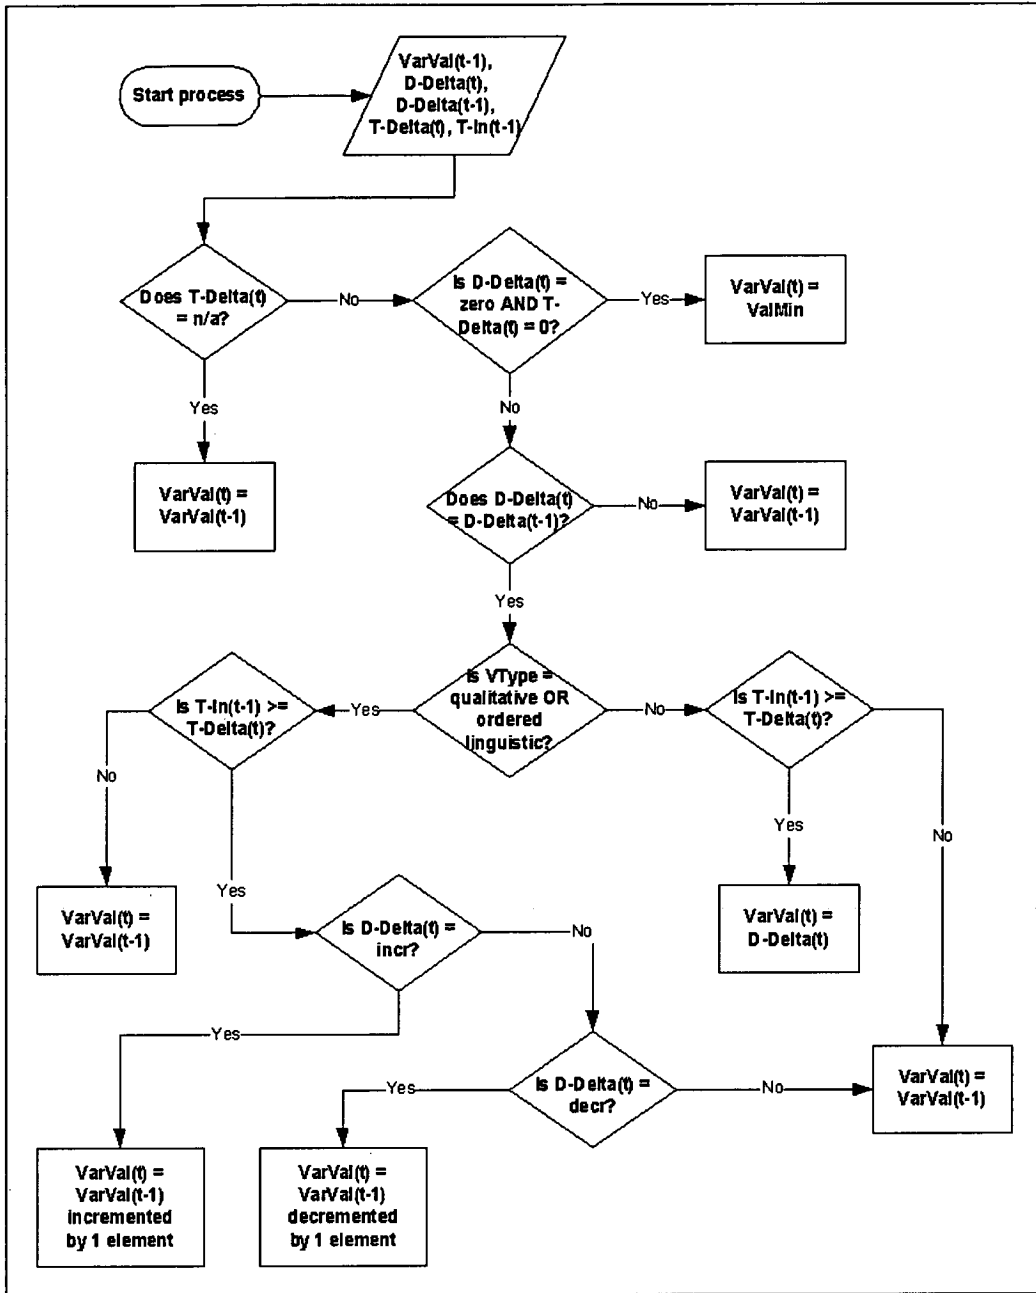 Start process
VarVal(t-1),
D-Delta(t),
D-Delta(t-1),
T-Delta(t), T-In(t-1)
Does T-Delta(t)
= n/a?
No
Is D-Delta(t) =
zero AND T-
Delta(t) = 0?
Yes
VarVal(t) =
ValMin
Yes
No
VarVal(t) =
VarVal(t-1)
Does D-Delta(t)
= D-Delta(t-1)?
No
VarVal(t) =
VarVal(t-1)
Yes
Is T-In(t-1) >=
T-Delta(t)?
Yes
Is VType =
qualitative OR
ordered
linguistic?
No
Is T-In(t-1) >=
T-Delta(t)?
No
Yes
No
Yes
VarVal(t) =
VarVal(t-1)
Is D-Delta(t) =
incr?
No
VarVal(t) =
D-Delta(t)
Yes
Yes
Is D-Delta(t) =
decr?
No
VarVal(t) =
VarVal(t-1)
VarVal(t) =
VarVal(t-1)
incremented
by 1 element
VarVal(t) =
VarVal(t-1)
decremented
by 1 element